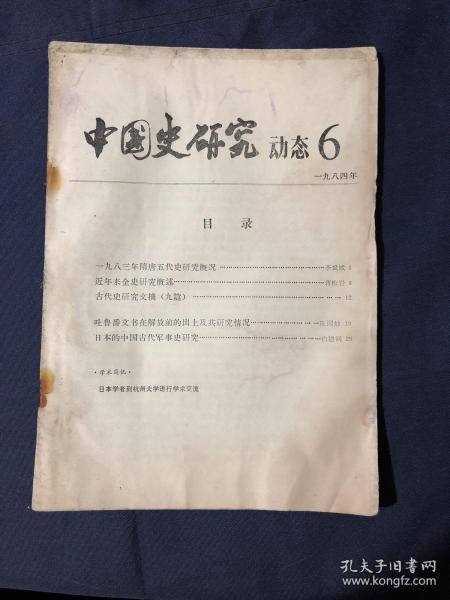 中国史研究 动态 6
一九八四年
目 录
一九八三年隋唐五代史研究概况 1
近年来金史研究概述 8
古代史研究文摘（九篇） 12
吐鲁番文书在解放前的出土及其研究情况 19
日本的中国古代军事史研究
·学术简讯·
日本学者到杭州大学进行学术交流
孔夫子旧书网
www.kongfz.com